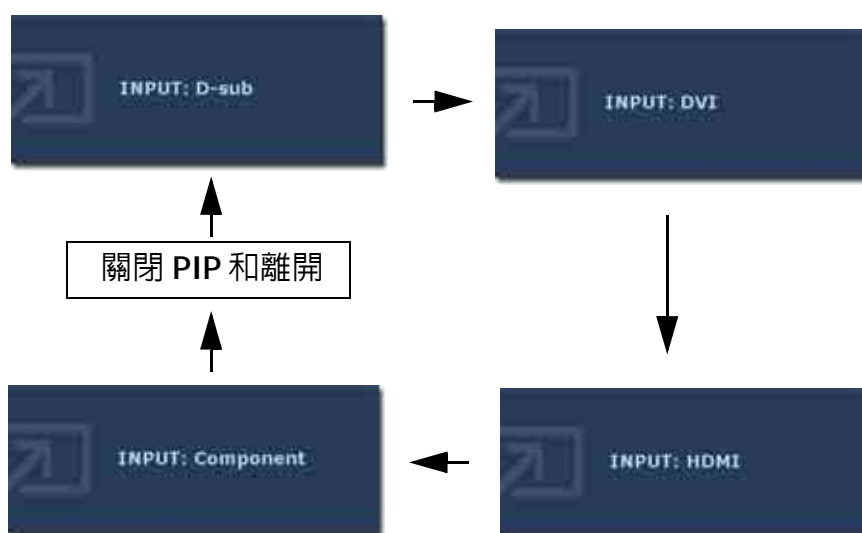 INPUT: D-sub
INPUT: DVI
關閉 PIP 和離開
INPUT: Component
INPUT: HDMI